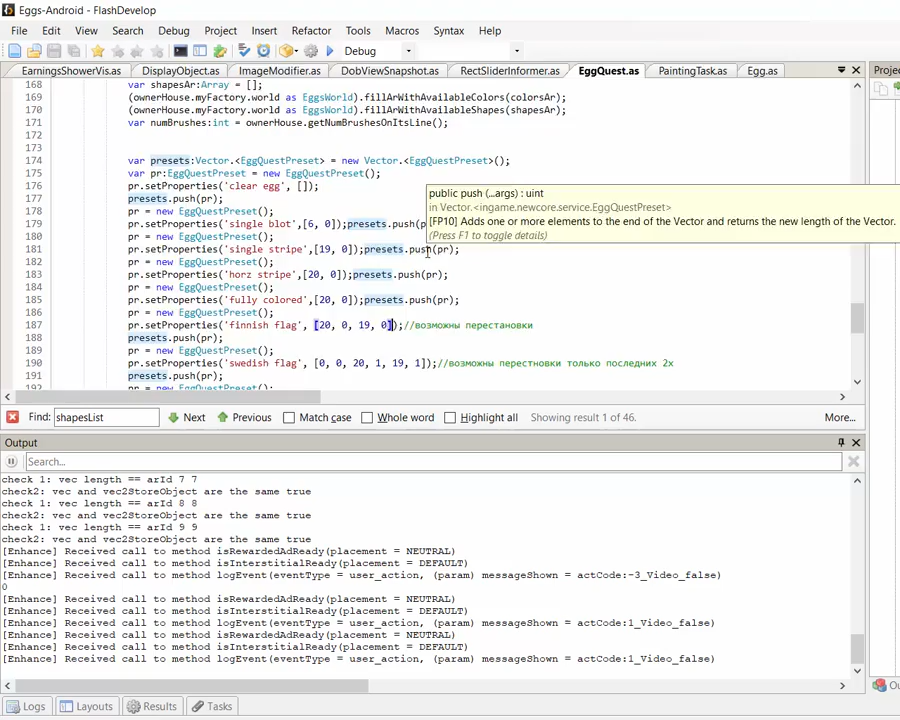 Eggs-Android - FlashDevelop
File Edit View Search Debug Project Insert Refactor Tools Macros Syntax Help
Debug
EarningsShowerVis.as DisplayObject.as ImageModifier.as DobViewSnapshot.as RectSliderInformer.as EggQuest.as PaintingTask.as Egg.as Projec
168 var shapesAr:Array = [];
169 (ownerHouse.myFactory.world as EggsWorld).fillArWithAvailableColors(colorsAr);
170 (ownerHouse.myFactory.world as EggsWorld).fillArWithAvailableShapes(shapesAr);
171 var numBrushes:int = ownerHouse.getNumBrushesOnItsLine();
172
173
174 var presets:Vector.<EggQuestPreset> = new Vector.<EggQuestPreset>();
175 var pr:EggQuestPreset = new EggQuestPreset();
176 pr.setProperties('clear egg', []);
177 presets.push(pr);
178 pr = new EggQuestPreset();
179 pr.setProperties('single blot',[6, 0]);presets.push(p
180 pr = new EggQuestPreset();
181 pr.setProperties('single stripe',[19, 0]);presets.push(pr);
182 pr = new EggQuestPreset();
183 pr.setProperties('horz stripe',[20, 0]);presets.push(pr);
184 pr = new EggQuestPreset();
185 pr.setProperties('fully colored',[20, 0]);presets.push(pr);
186 pr = new EggQuestPreset();
187 pr.setProperties('finnish flag', [20, 0, 19, 0]);//возможны перестановки
188 presets.push(pr);
189 pr = new EggQuestPreset();
190 pr.setProperties('swedish flag', [0, 0, 20, 1, 19, 1]);//возможны перестновки только последних 2х
191 presets.push(pr);
192 pr = new EggQuestPreset();
public push (...args) : uint
in Vector.<ingame.newcore.service.EggQuestPreset>
[FP10] Adds one or more elements to the end of the Vector and returns the new length of the Vector.
(Press F1 to toggle details)
Find: shapesList Next Previous Match case Whole word Highlight all Showing result 1 of 46. More...
Output
Search...
check 1: vec length == arId 7 7
check2: vec and vec2StoreObject are the same true
check 1: vec length == arId 8 8
check2: vec and vec2StoreObject are the same true
check 1: vec length == arId 9 9
check2: vec and vec2StoreObject are the same true
[Enhance] Received call to method isRewardedAdReady(placement = NEUTRAL)
[Enhance] Received call to method isInterstitialReady(placement = DEFAULT)
[Enhance] Received call to method logEvent(eventType = user_action, (param) messageShown = actCode:-3_Video_false)
0
[Enhance] Received call to method isRewardedAdReady(placement = NEUTRAL)
[Enhance] Received call to method isInterstitialReady(placement = DEFAULT)
[Enhance] Received call to method logEvent(eventType = user_action, (param) messageShown = actCode:1_Video_false)
[Enhance] Received call to method isRewardedAdReady(placement = NEUTRAL)
[Enhance] Received call to method isInterstitialReady(placement = DEFAULT)
[Enhance] Received call to method logEvent(eventType = user_action, (param) messageShown = actCode:1_Video_false)
Logs Layouts Results Tasks Ou